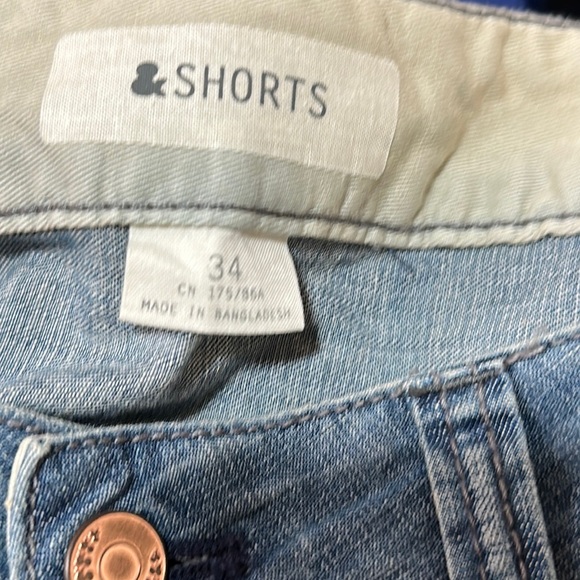 &SHORTS
34
CN 175/86A
MADE IN BANGLADESH